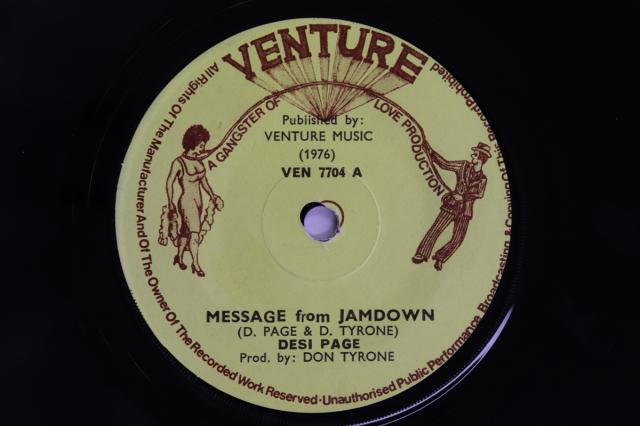 VENTURE
A GANGSTER OF LOVE PRODUCTION
Published by:
VENTURE MUSIC
(1976)
VEN 7704 A
MESSAGE from JAMDOWN
(D. PAGE & D. TYRONE)
DESI PAGE
Prod. by: DON TYRONE
All Rights Of The Manufacturer And Of The Owner Of The Recorded Work Reserved · Unauthorised Public Performance Broadcasting & Copying Of This Record Prohibited